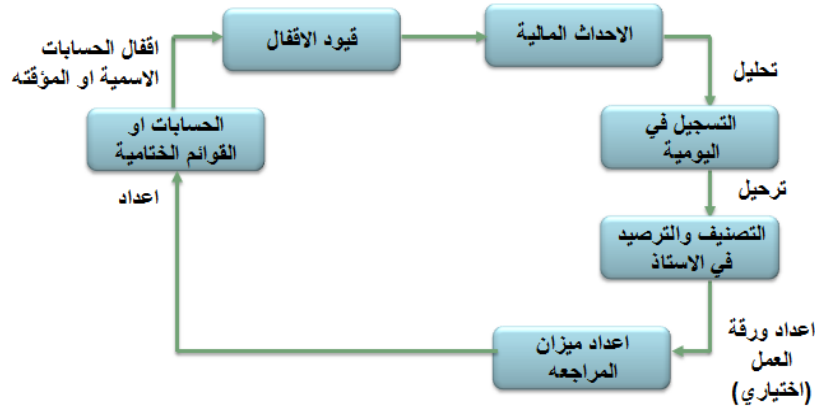 الاحداث المالية
تحليل
التسجيل في
اليومية
ترحيل
التصنيف والترصيد
في الاستاذ
اعداد ورقة
العمل
(اختياري)
اعداد ميزان
المراجعه
اعداد
الحسابات او
القوائم الختامية
اقفال الحسابات
الاسمية او المؤقته
قيود الاقفال